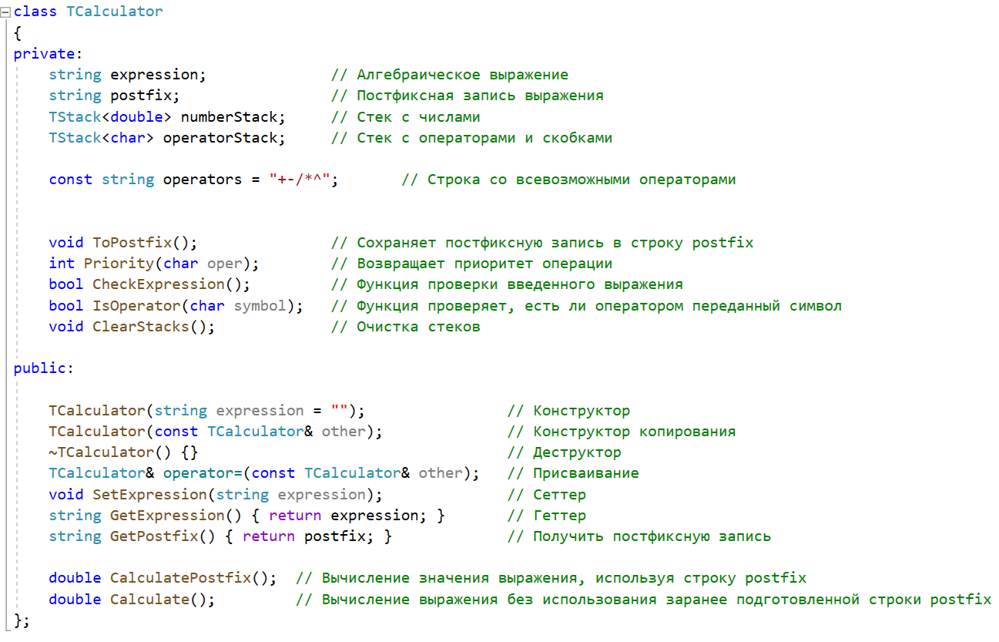 class TCalculator
{
private:
    string expression;              // Алгебраическое выражение
    string postfix;                 // Постфиксная запись выражения
    TStack<double> numberStack;     // Стек с числами
    TStack<char> operatorStack;     // Стек с операторами и скобками
    const string operators = "+-/*^";       // Строка со всевозможными операторами
    void ToPostfix();               // Сохраняет постфиксную запись в строку postfix
    int Priority(char oper);        // Возвращает приоритет операции
    bool CheckExpression();         // Функция проверки введенного выражения
    bool IsOperator(char symbol);   // Функция проверяет, есть ли оператором переданный символ
    void ClearStacks();             // Очистка стеков
public:
    TCalculator(string expression = "");                // Конструктор
    TCalculator(const TCalculator& other);              // Конструктор копирования
    ~TCalculator() {}                                   // Деструктор
    TCalculator& operator=(const TCalculator& other);   // Присваивание
    void SetExpression(string expression);              // Сеттер
    string GetExpression() { return expression; }       // Геттер
    string GetPostfix() { return postfix; }             // Получить постфиксную запись
    double CalculatePostfix();  // Вычисление значения выражения, используя строку postfix
    double Calculate();         // Вычисление выражения без использования заранее подготовленной строки postfix
};